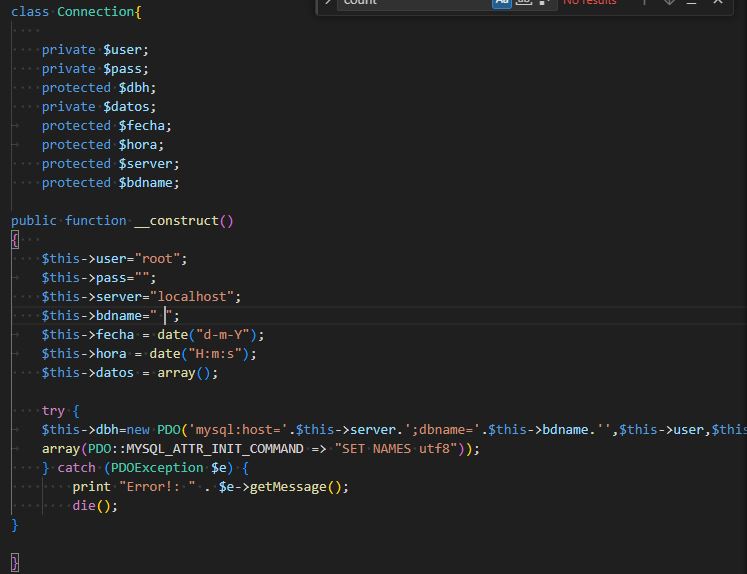 count
Aa
No results
class Connection{
private $user;
private $pass;
protected $dbh;
private $datos;
protected $fecha;
protected $hora;
protected $server;
protected $bdname;
public function __construct()
{
$this->user="root";
$this->pass="";
$this->server="localhost";
$this->bdname=" ";
$this->fecha = date("d-m-Y");
$this->hora = date("H:m:s");
$this->datos = array();
try {
$this->dbh=new PDO('mysql:host='.$this->server.';dbname='.$this->bdname.'',$this->user,$this
array(PDO::MYSQL_ATTR_INIT_COMMAND => "SET NAMES utf8"));
} catch (PDOException $e) {
print "Error!: " . $e->getMessage();
die();
}
}